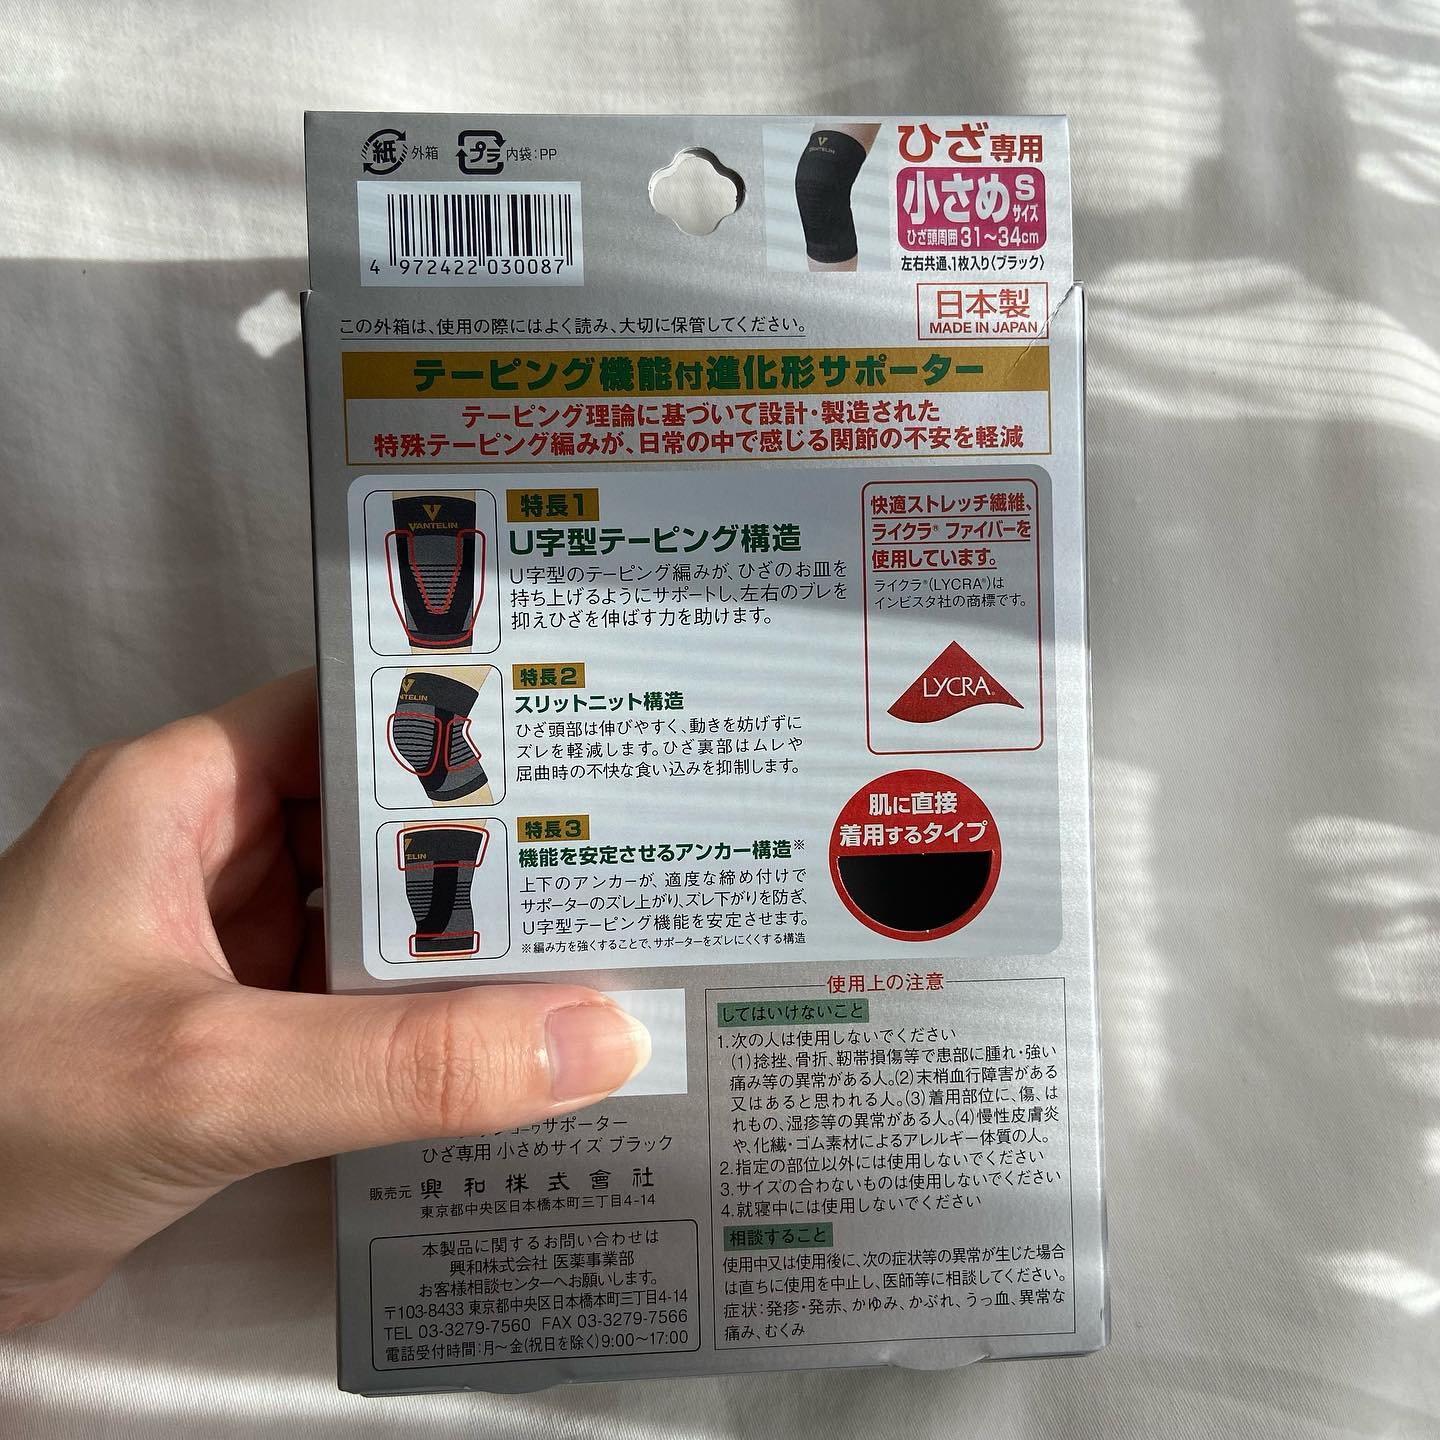 紙 外箱 プラ 内袋:PP
4 972422 030087
VANTELIN
ひざ専用
小さめ S サイズ
ひざ頭周囲 31～34cm
左右共通、1枚入り〈ブラック〉
日本製
MADE IN JAPAN
この外箱は、使用の際にはよく読み、大切に保管してください。
テーピング機能付進化形サポーター
テーピング理論に基づいて設計・製造された
特殊テーピング編みが、日常の中で感じる関節の不安を軽減
VANTELIN
特長1
U字型テーピング構造
U字型のテーピング編みが、ひざのお皿を
持ち上げるようにサポートし、左右のブレを
抑えひざを伸ばす力を助けます。
NTELIN
特長2
スリットニット構造
ひざ頭部は伸びやすく、動きを妨げずに
ズレを軽減します。ひざ裏部はムレや
屈曲時の不快な食い込みを抑制します。
TELIN
特長3
機能を安定させるアンカー構造※
上下のアンカーが、適度な締め付けで
サポーターのズレ上がり、ズレ下がりを防ぎ、
U字型テーピング機能を安定させます。
※編み方を強くすることで、サポーターをズレにくくする構造
快適ストレッチ繊維、
ライクラ® ファイバーを
使用しています。
ライクラ®(LYCRA®)は
インビスタ社の商標です。
LYCRA®
肌に直接
着用するタイプ
サポーター
ひざ専用 小さめサイズ ブラック
販売元 興和株式會社
東京都中央区日本橋本町三丁目4-14
本製品に関するお問い合わせは
興和株式会社 医薬事業部
お客様相談センターへお願いします。
〒103-8433 東京都中央区日本橋本町三丁目4-14
TEL 03-3279-7560 FAX 03-3279-7566
電話受付時間:月～金(祝日を除く)9:00～17:00
使用上の注意
してはいけないこと
1.次の人は使用しないでください
(1)捻挫、骨折、靭帯損傷等で患部に腫れ・強い
痛み等の異常がある人。(2)末梢血行障害がある
又はあると思われる人。(3)着用部位に、傷、は
れもの、湿疹等の異常がある人。(4)慢性皮膚炎
や、化繊・ゴム素材によるアレルギー体質の人。
2.指定の部位以外には使用しないでください
3.サイズの合わないものは使用しないでください
4.就寝中には使用しないでください
相談すること
使用中又は使用後に、次の症状等の異常が生じた場合
は直ちに使用を中止し、医師等に相談してください。
症状:発疹・発赤、かゆみ、かぶれ、うっ血、異常な
痛み、むくみ